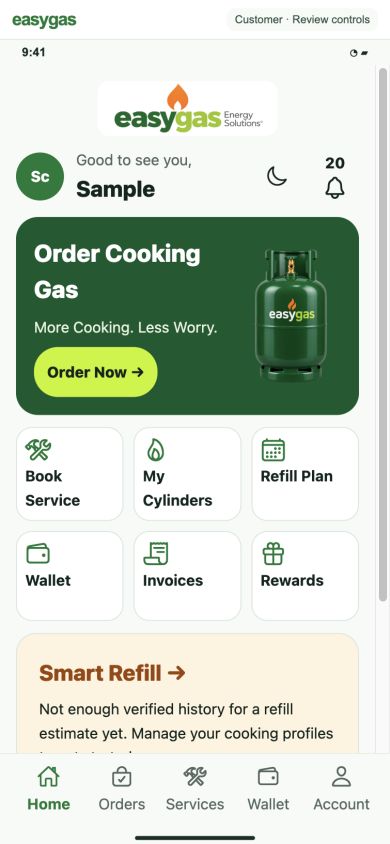 easygas
Customer · Review controls
9:41
easygas Energy
Solutions
Sc
Good to see you,
Sample
20
Order Cooking
Gas
More Cooking. Less Worry.
easygas
Order Now →
Book
Service
My
Cylinders
Refill Plan
Wallet
Invoices
Rewards
Smart Refill →
Not enough verified history for a refill
estimate yet. Manage your cooking profiles
Home
Orders
Services
Wallet
Account